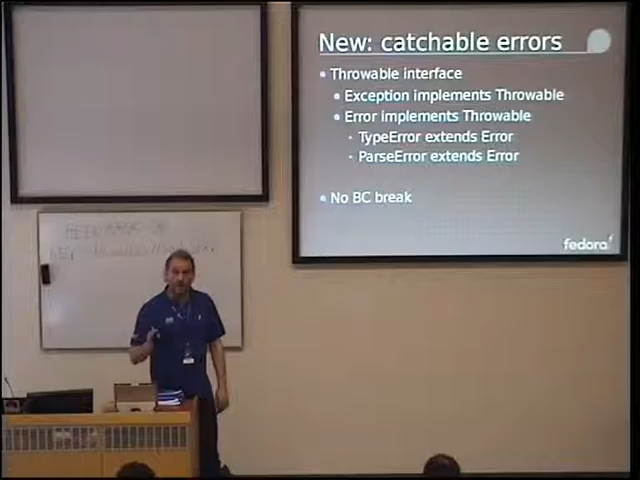 New: catchable errors
• Throwable interface
• Exception implements Throwable
• Error implements Throwable
· TypeError extends Error
· ParseError extends Error
• No BC break
fedora